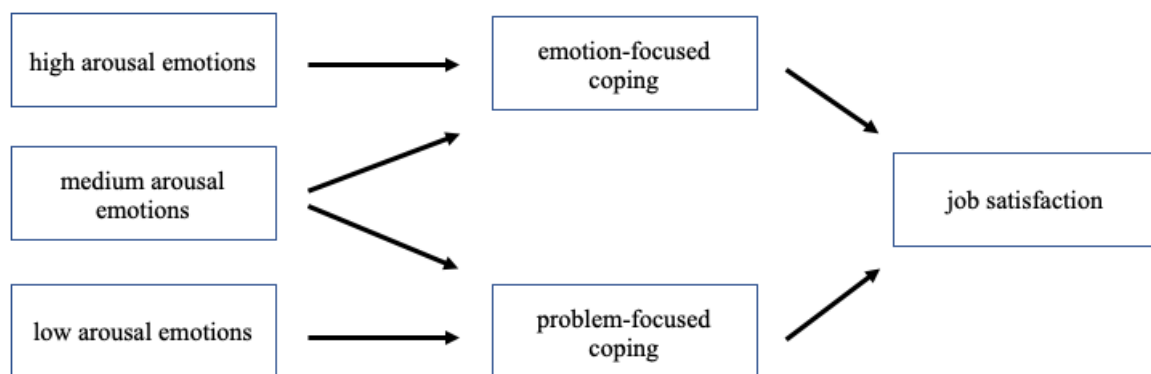 high arousal emotions
emotion-focused
coping
medium arousal
emotions
job satisfaction
low arousal emotions
problem-focused
coping